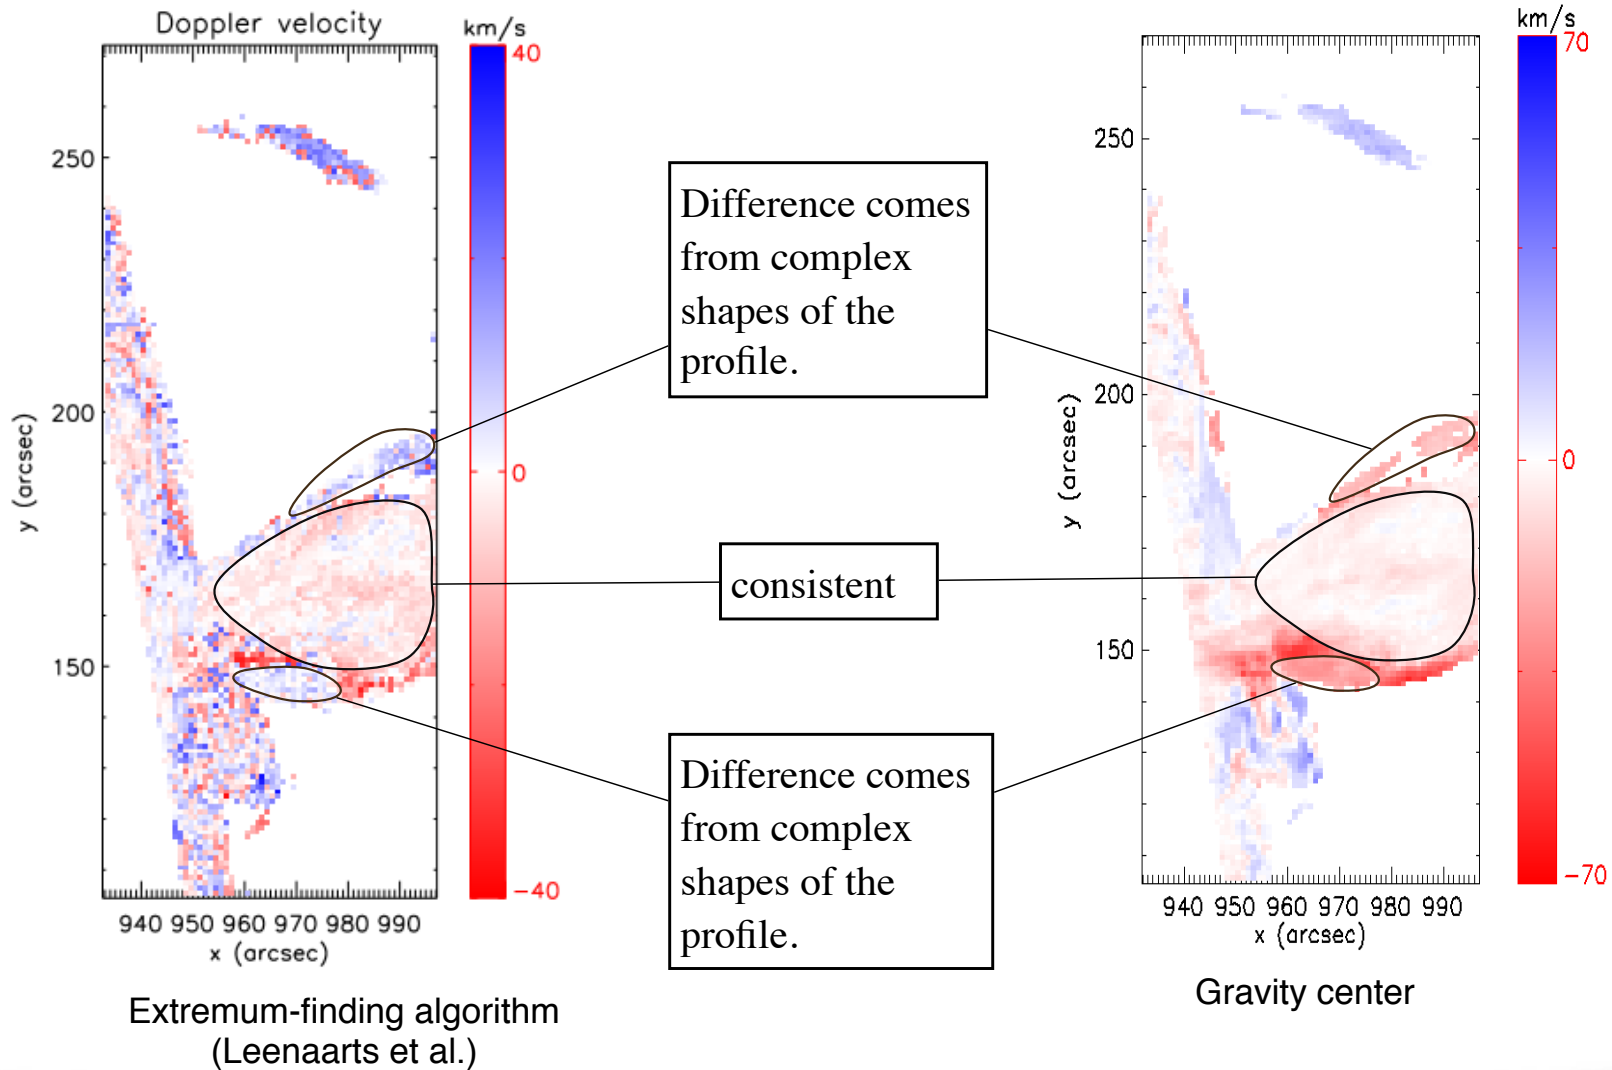 Doppler velocity
km/s
40
0
−40
250
200
150
y (arcsec)
940 950 960 970 980 990
x (arcsec)
Extremum-finding algorithm
(Leenaarts et al.)
Difference comes
from complex
shapes of the
profile.
consistent
Difference comes
from complex
shapes of the
profile.
km/s
70
0
−70
250
200
150
y (arcsec)
940 950 960 970 980 990
x (arcsec)
Gravity center